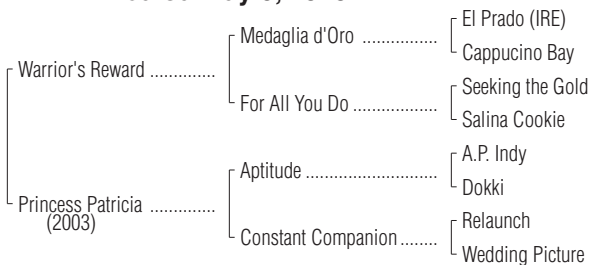 El Prado (IRE)
Medaglia d'Oro ................
Cappucino Bay
Warrior's Reward ..............
Seeking the Gold
For All You Do ..................
Salina Cookie
A.P. Indy
Aptitude ............................
Dokki
Princess Patricia ..............
(2003)
Relaunch
Constant Companion ........
Wedding Picture